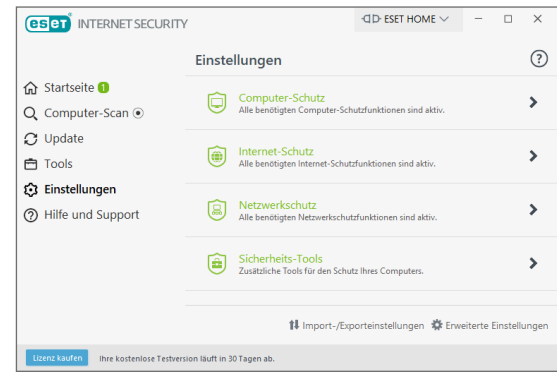 eset INTERNET SECURITY
ESET HOME
Einstellungen
?
Startseite 1
Computer-Scan
Update
Tools
Einstellungen
Hilfe und Support
Computer-Schutz
Alle benötigten Computer-Schutzfunktionen sind aktiv.
Internet-Schutz
Alle benötigten Internet-Schutzfunktionen sind aktiv.
Netzwerkschutz
Alle benötigten Netzwerkschutzfunktionen sind aktiv.
Sicherheits-Tools
Zusätzliche Tools für den Schutz Ihres Computers.
Import-/Exporteinstellungen Erweiterte Einstellungen
Lizenz kaufen Ihre kostenlose Testversion läuft in 30 Tagen ab.